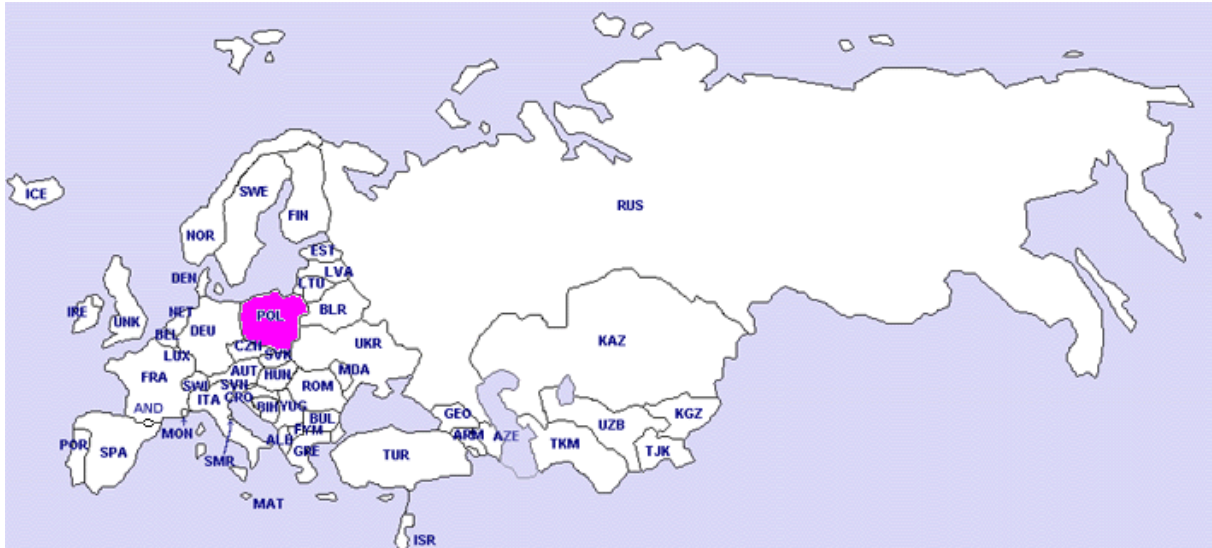 ICE
SWE
FIN
RUS
NOR
EST
DEN
LVA
LTU
IRE
UNK
NET
POL
BLR
BEL
DEU
LUX
CZH
SVK
UKR
KAZ
FRA
SWI
AUT
HUN
MDA
SVN
ROM
ITA
CRO
BIH
YUG
AND
MON
BUL
FYM
GEO
KGZ
UZB
POR
SPA
SMR
ALB
GRE
TUR
ARM
AZE
TKM
TJK
MAT
ISR